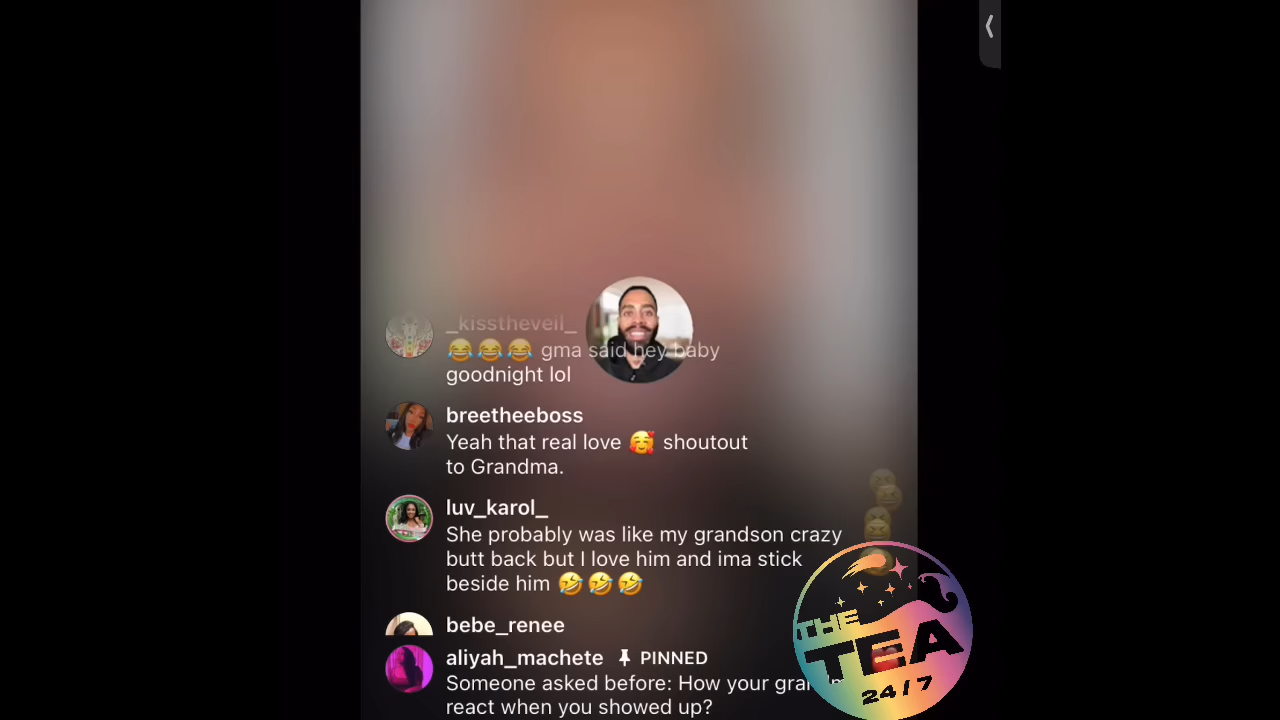 _kisstheveil_
😂😂😂 gma said hey baby
goodnight lol
breetheeboss
Yeah that real love 🥰 shoutout
to Grandma.
luv_karol_
She probably was like my grandson crazy
butt back but I love him and ima stick
beside him 🤣🤣🤣
bebe_renee
aliyah_machete PINNED
Someone asked before: How your
react when you showed up?
THE
TEA
24/7